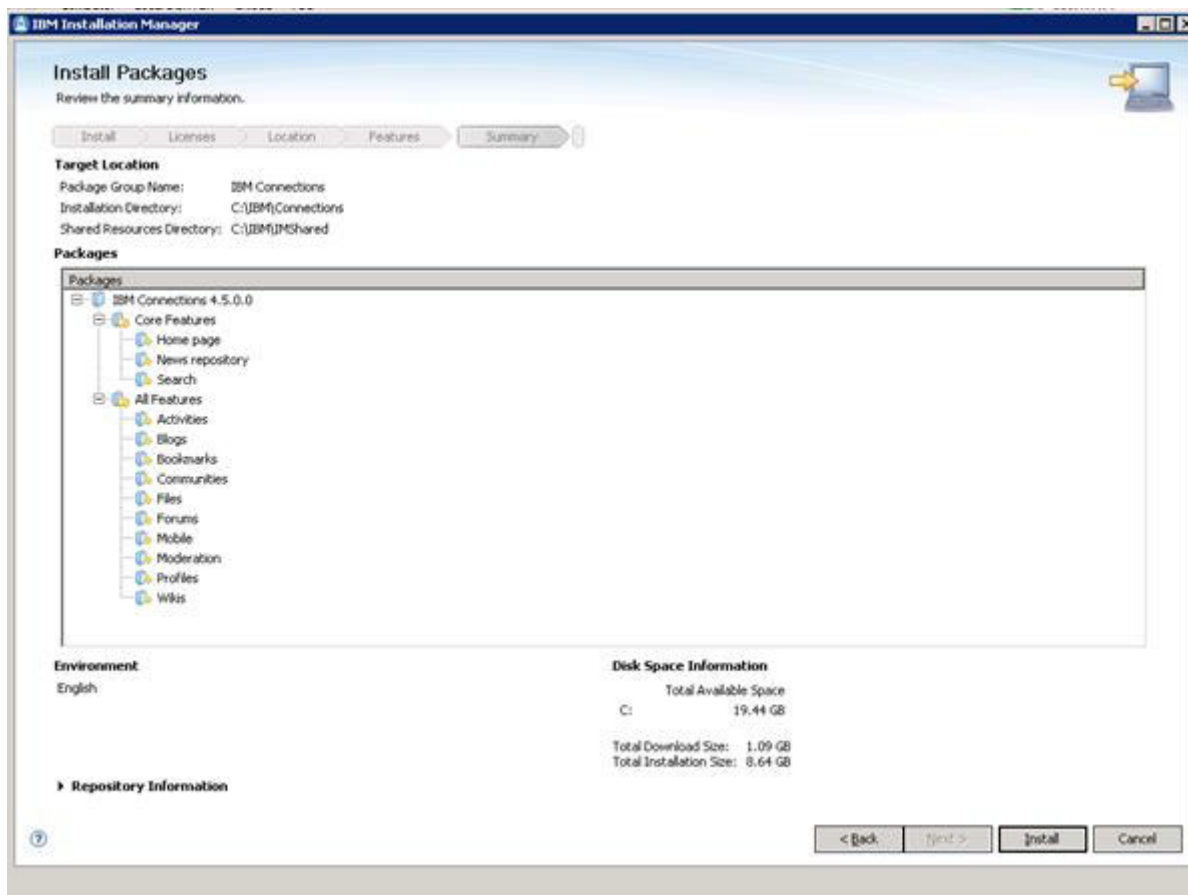 IBM Installation Manager
Install Packages
Review the summary information.
Install Licenses Location Features Summary
Target Location
Package Group Name: IBM Connections
Installation Directory: C:\IBM\Connections
Shared Resources Directory: C:\IBM\IMShared
Packages
Packages
IBM Connections 4.5.0.0
Core Features
Home page
News repository
Search
All Features
Activities
Blogs
Bookmarks
Communities
Files
Forums
Mobile
Moderation
Profiles
Wikis
Environment
English
Disk Space Information
Total Available Space
C: 19.44 GB
Total Download Size: 1.09 GB
Total Installation Size: 8.64 GB
Repository Information
? < Back Next > Install Cancel